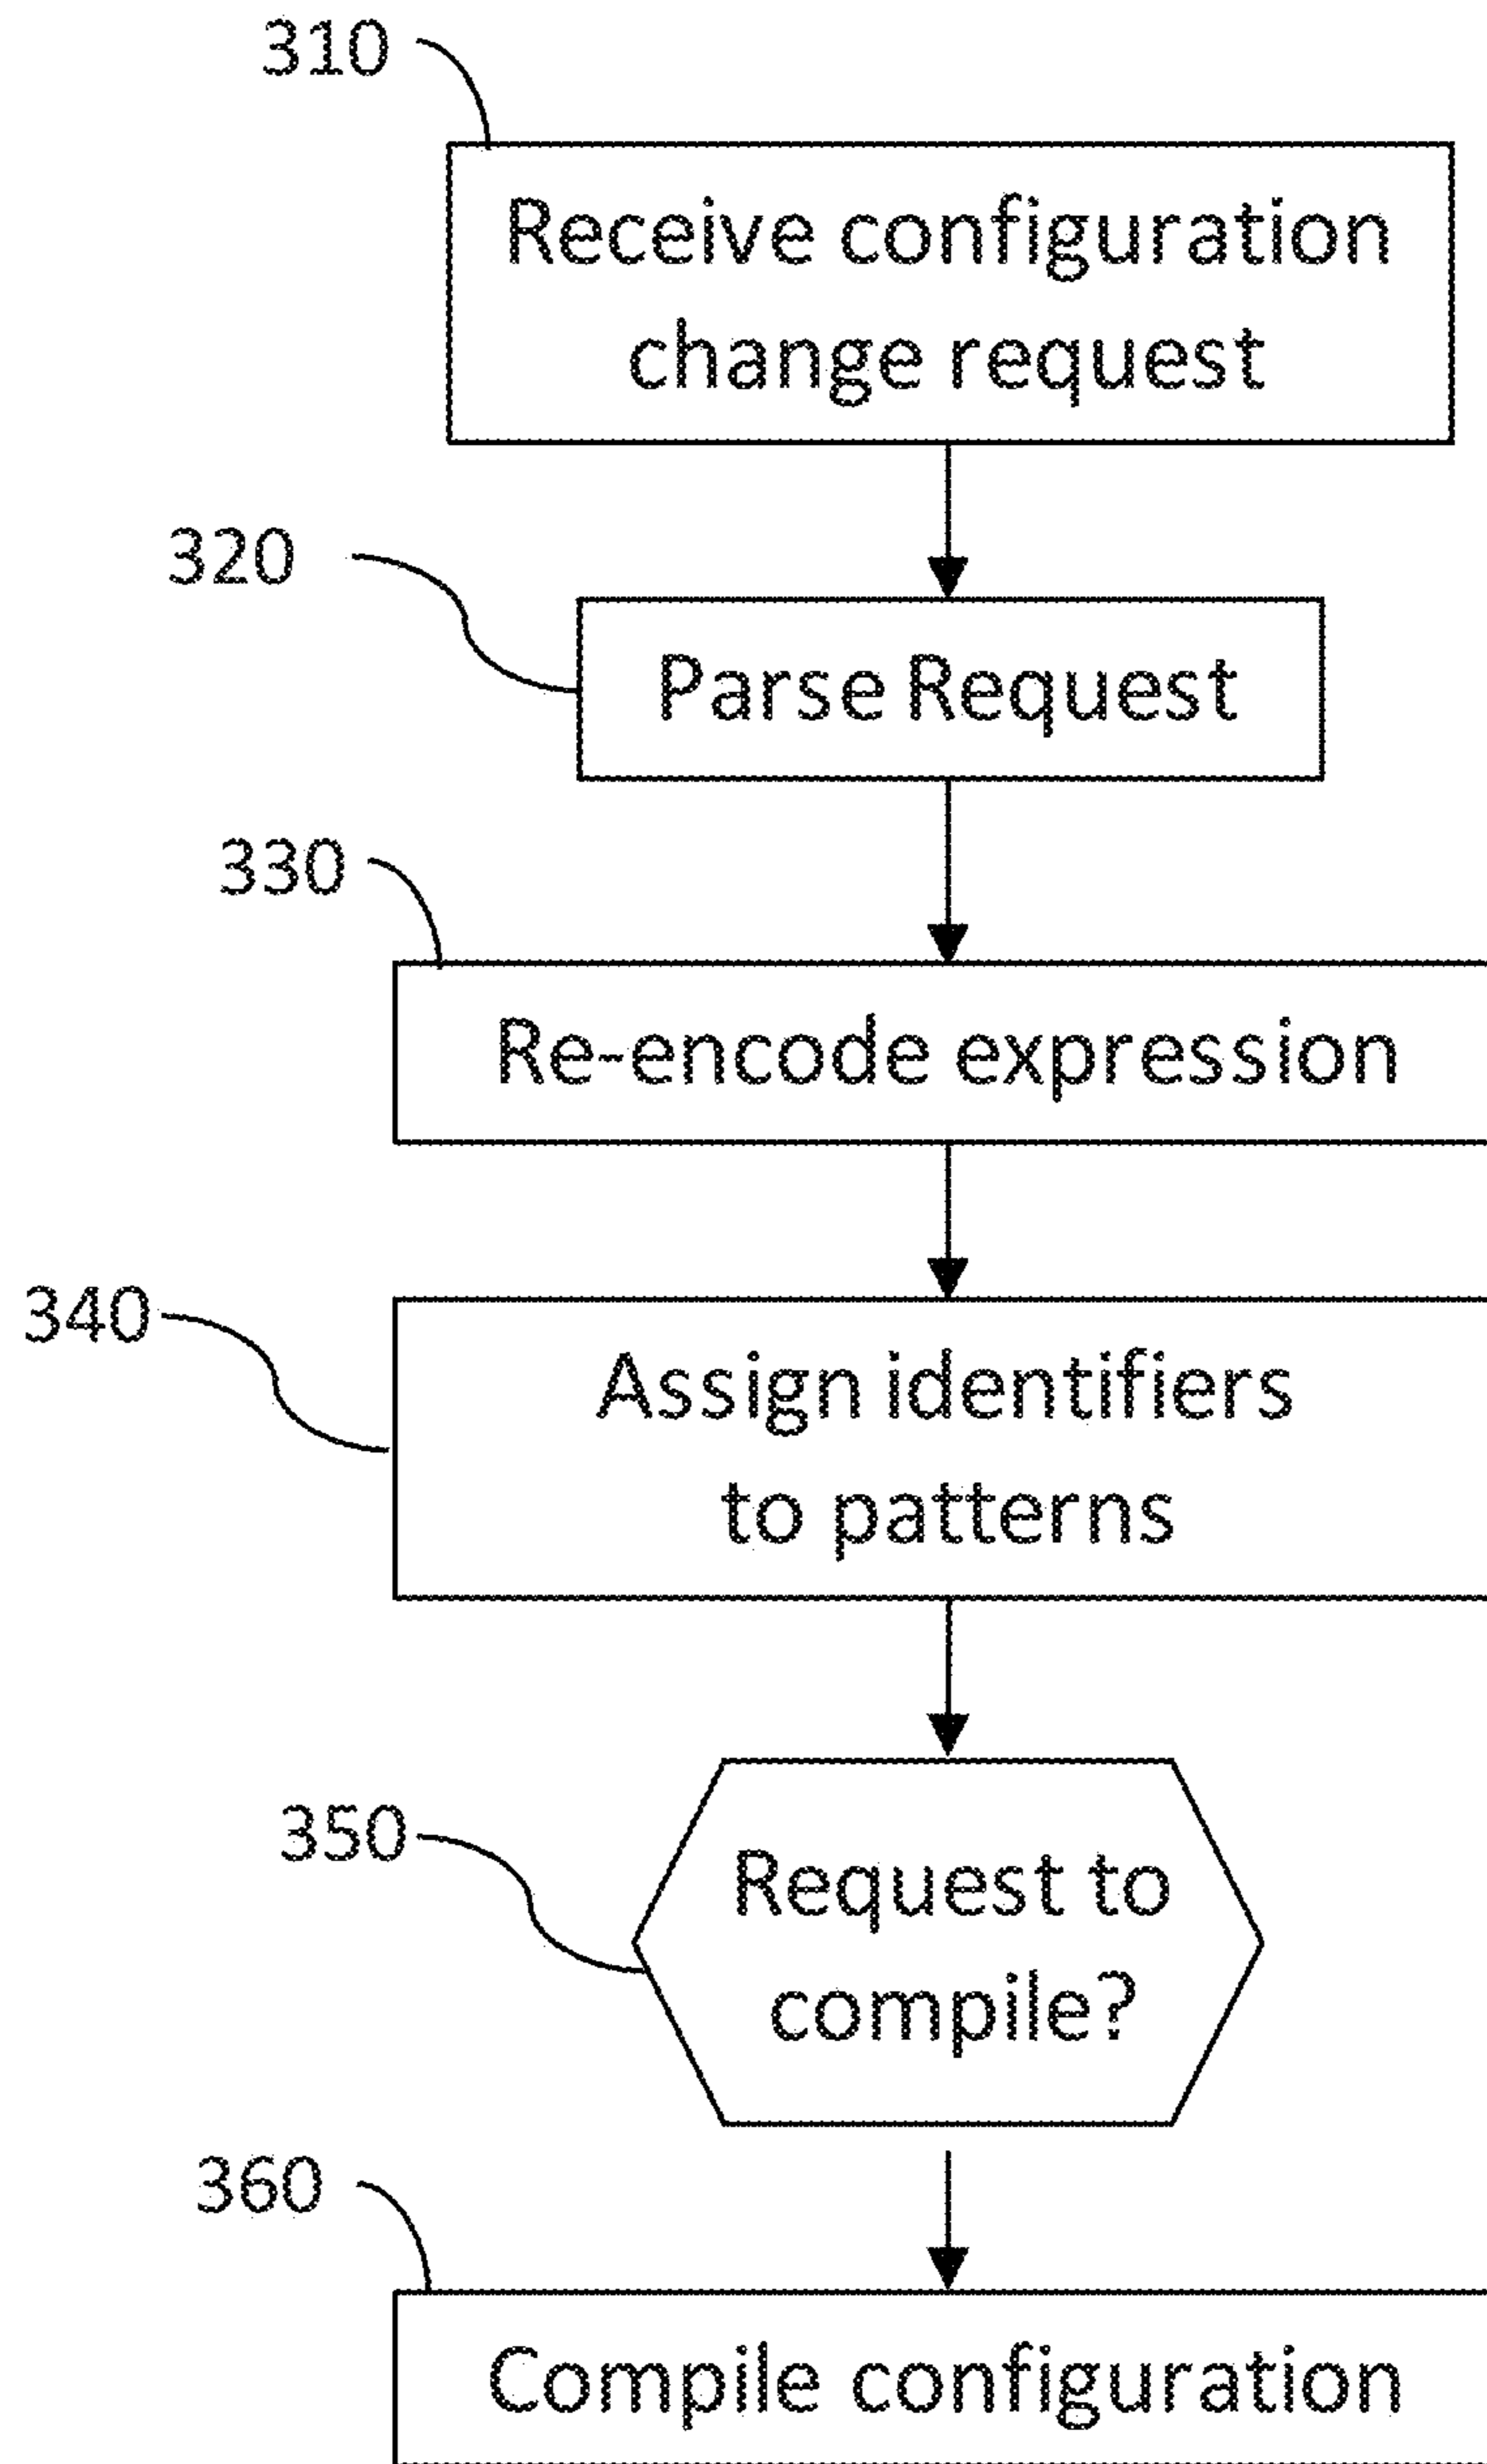 310
Receive configuration
change request
320
Parse Request
330
Re-encode expression
340
Assign identifiers
to patterns
350
Request to
compile?
360
Compile configuration